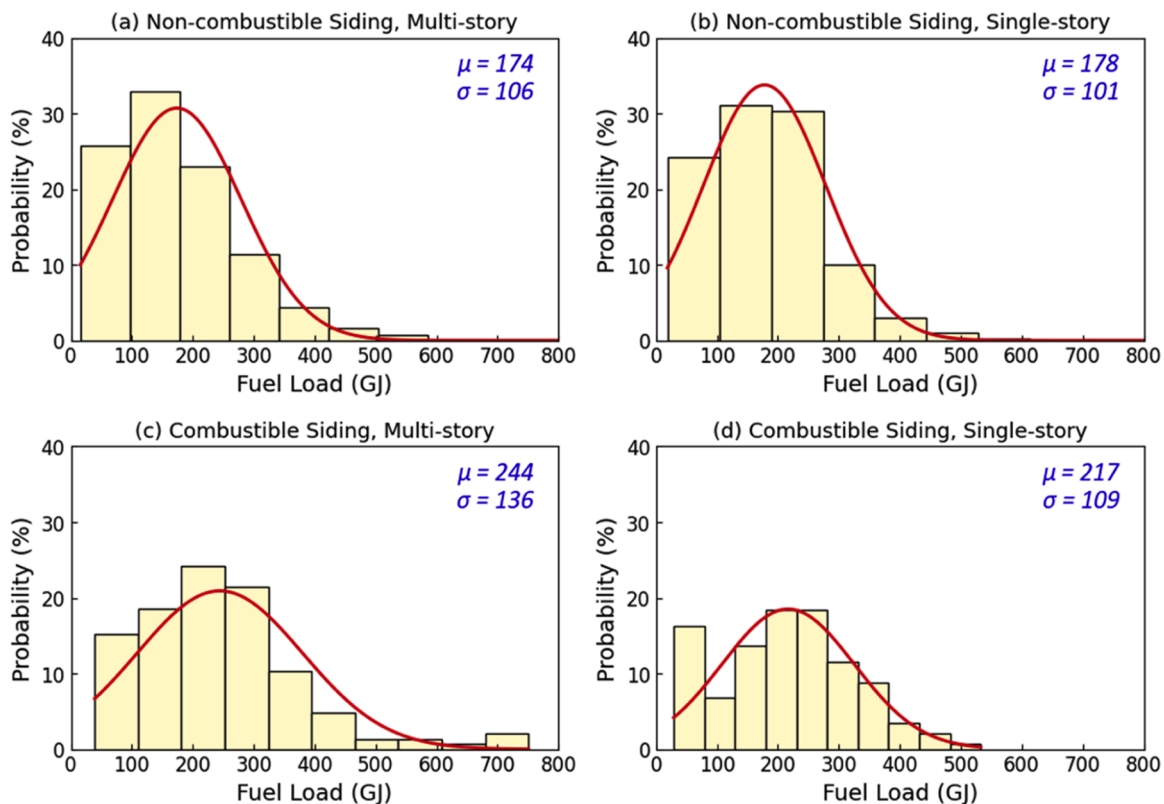 (a) Non-combustible Siding, Multi-story
40
30
20
10
0
Probability (%)
μ = 174
σ = 106
0 100 200 300 400 500 600 700 800
Fuel Load (GJ)
(b) Non-combustible Siding, Single-story
40
30
20
10
0
Probability (%)
μ = 178
σ = 101
0 100 200 300 400 500 600 700 800
Fuel Load (GJ)
(c) Combustible Siding, Multi-story
40
30
20
10
0
Probability (%)
μ = 244
σ = 136
0 100 200 300 400 500 600 700 800
Fuel Load (GJ)
(d) Combustible Siding, Single-story
40
30
20
10
0
Probability (%)
μ = 217
σ = 109
0 100 200 300 400 500 600 700 800
Fuel Load (GJ)